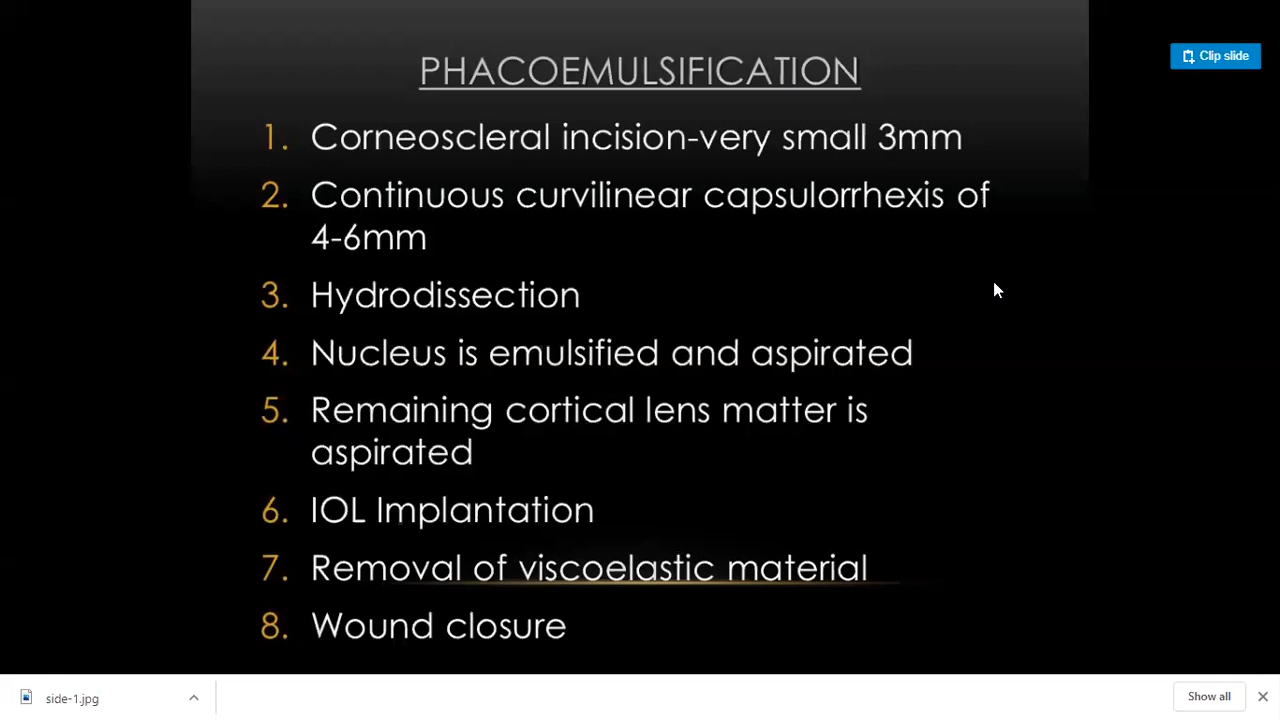 PHACOEMULSIFICATION
Clip slide
1. Corneoscleral incision-very small 3mm
2. Continuous curvilinear capsulorrhexis of
4-6mm
3. Hydrodissection
4. Nucleus is emulsified and aspirated
5. Remaining cortical lens matter is
aspirated
6. IOL Implantation
7. Removal of viscoelastic material
8. Wound closure
side-1.jpg
Show all